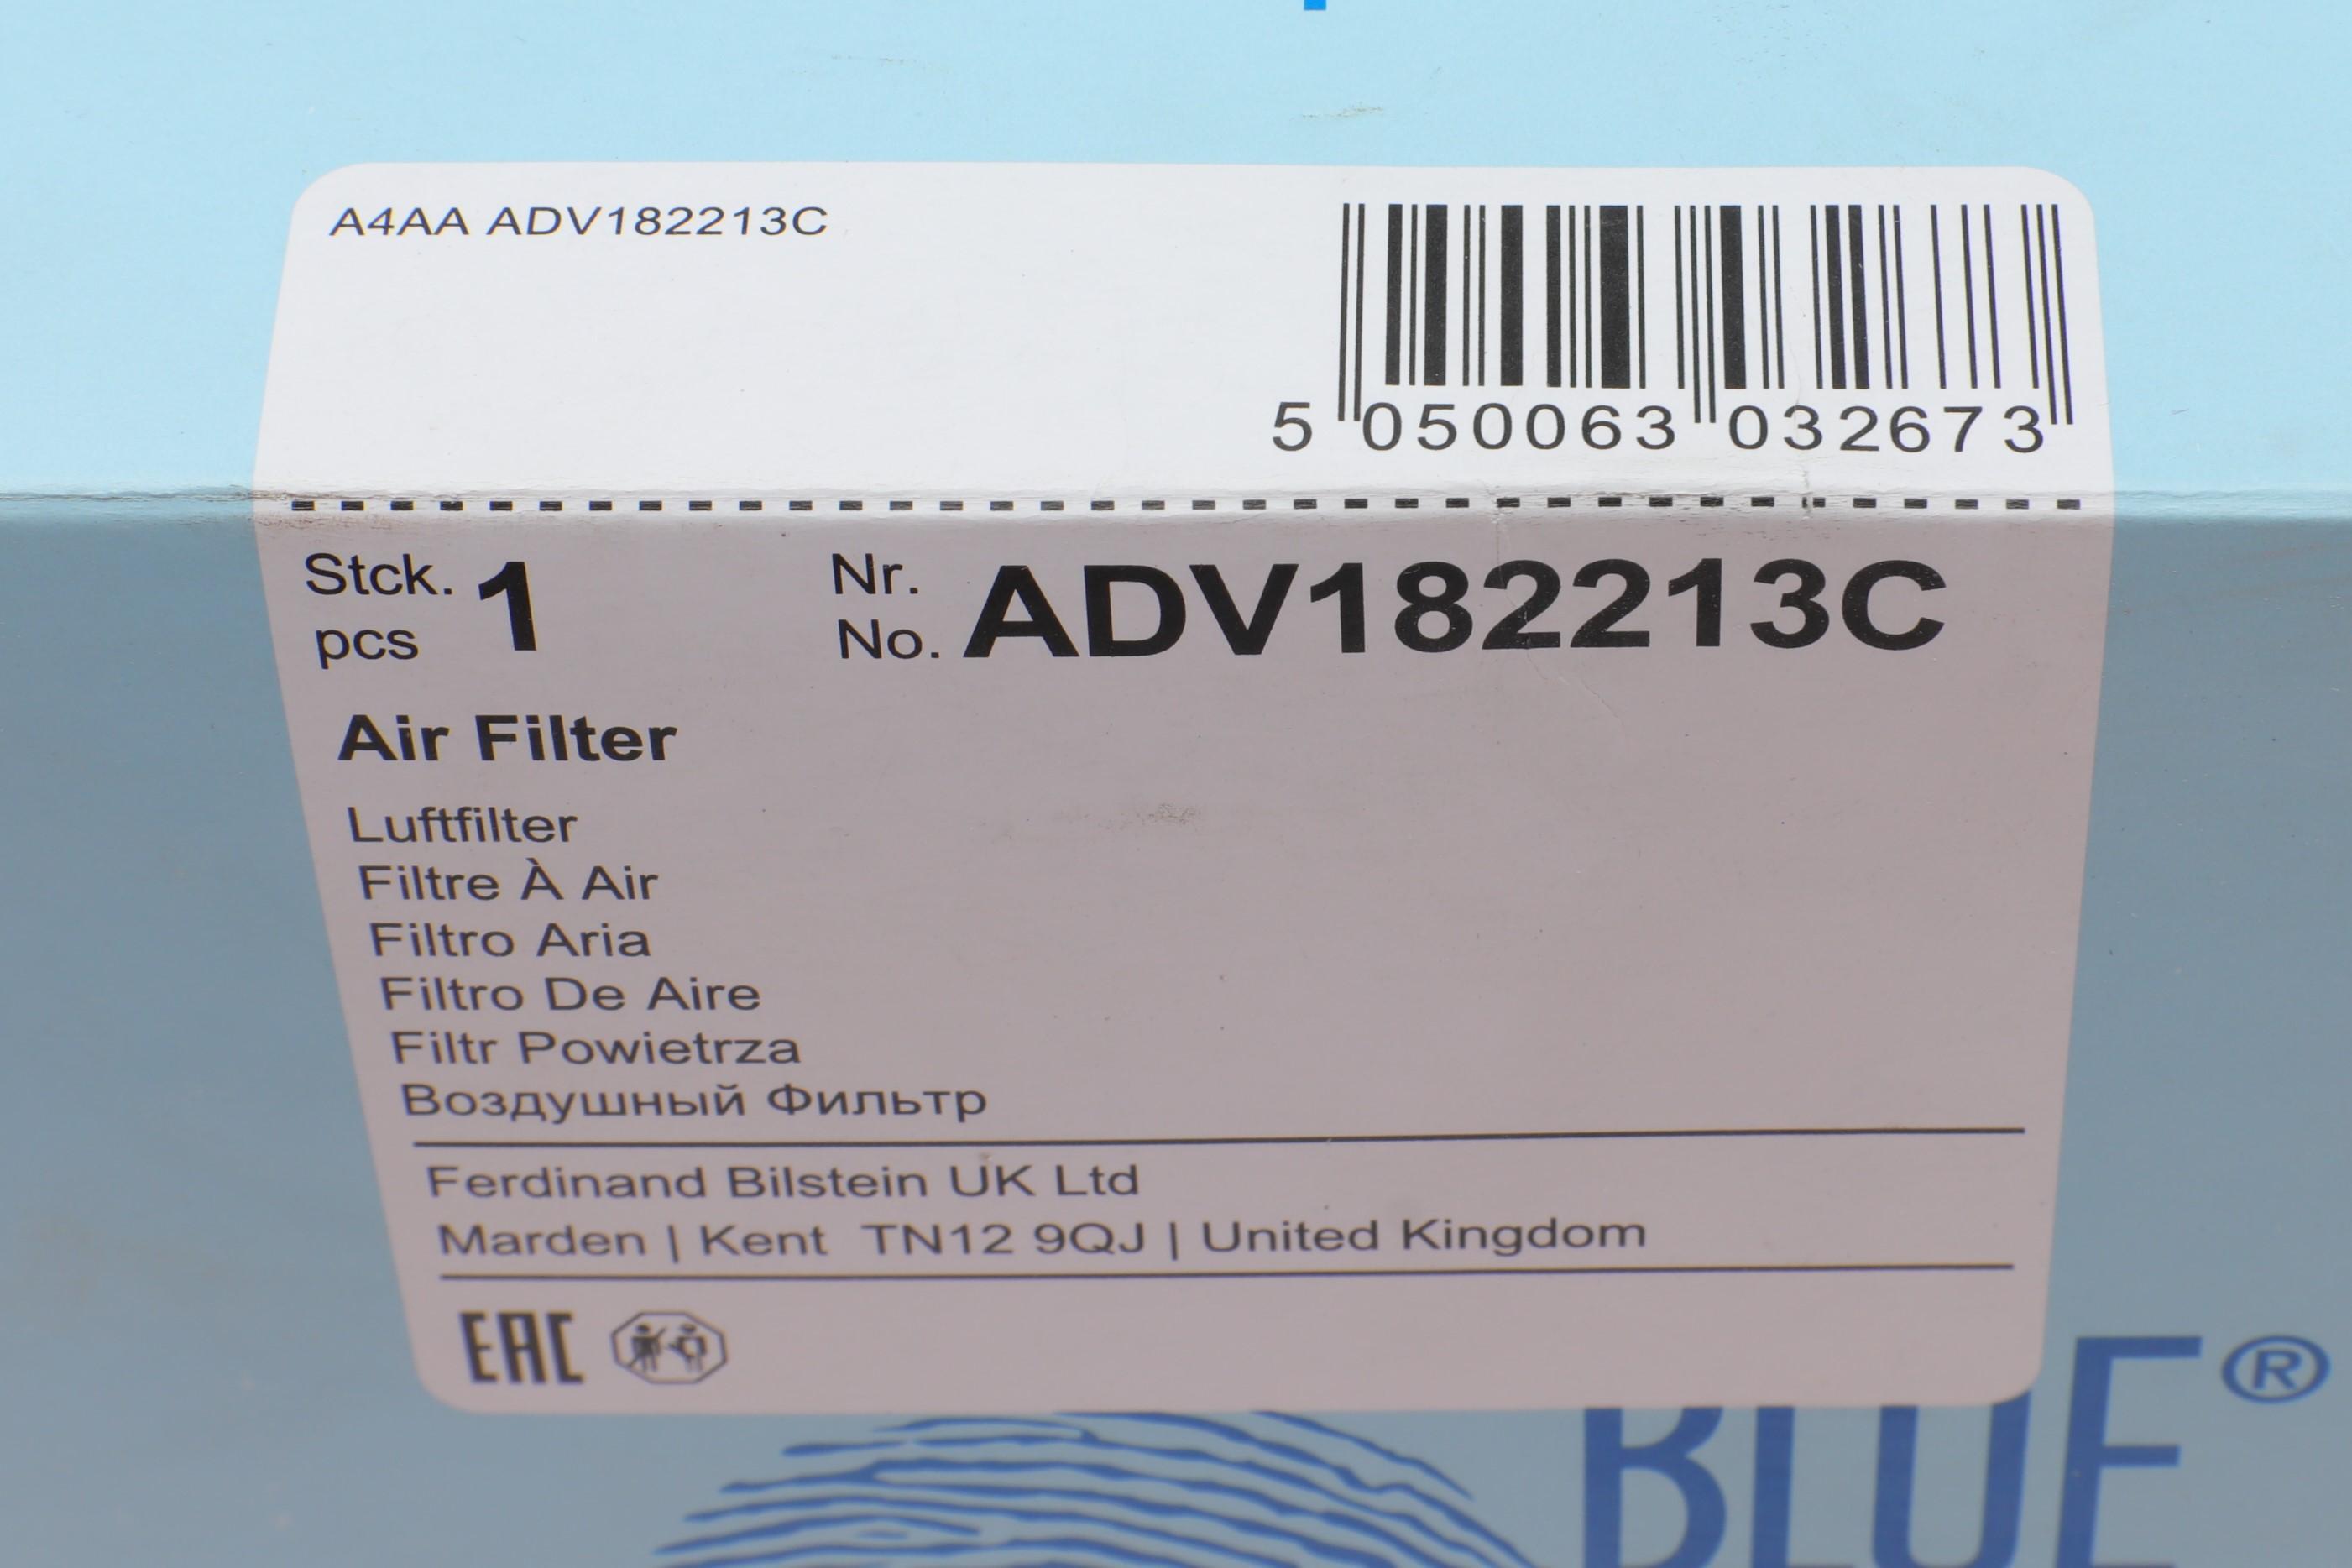 A4AA ADV182213C
5 050063 032673
Stck. pcs 1
Nr. No. ADV182213C
Air Filter
Luftfilter
Filtre À Air
Filtro Aria
Filtro De Aire
Filtr Powietrza
Воздушный Фильтр
Ferdinand Bilstein UK Ltd
Marden | Kent TN12 9QJ | United Kingdom
EAC
BLUE®